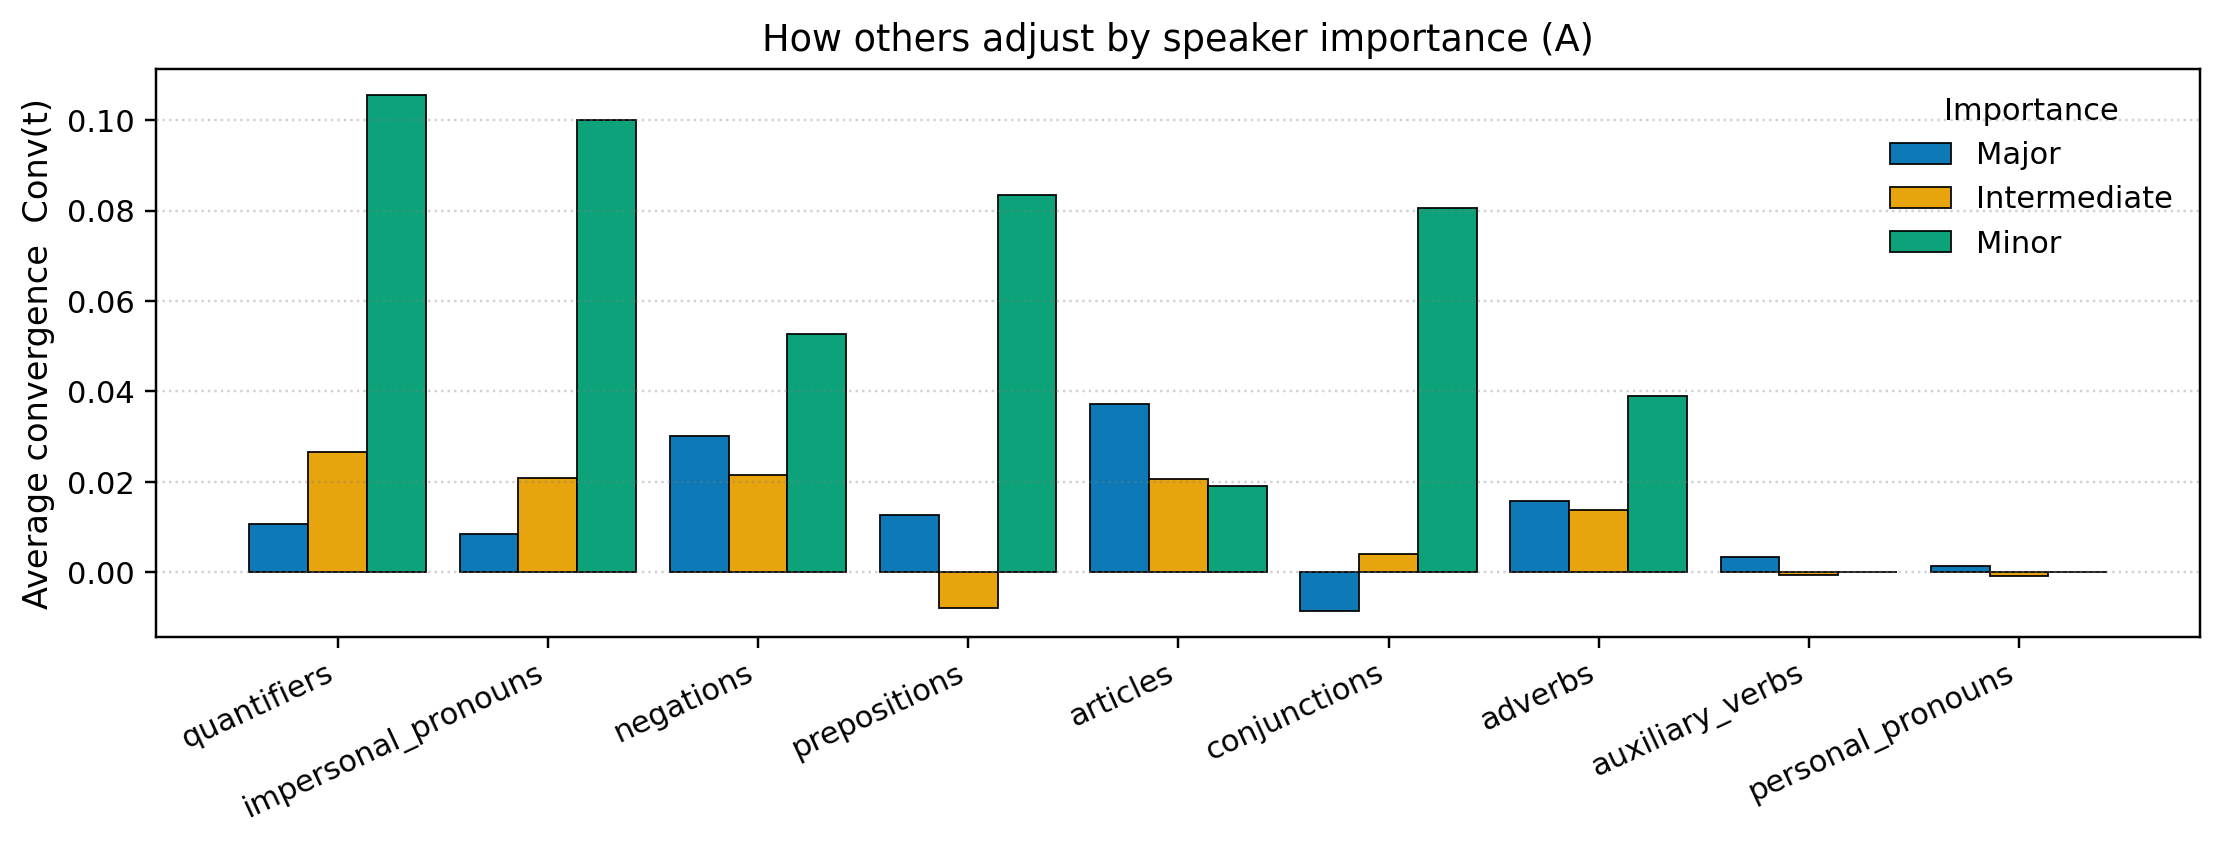 How others adjust by speaker importance (A)
Average convergence Conv(t)
0.10
0.08
0.06
0.04
0.02
0.00
Importance
Major
Intermediate
Minor
quantifiers
impersonal_pronouns
negations
prepositions
articles
conjunctions
adverbs
auxiliary_verbs
personal_pronouns